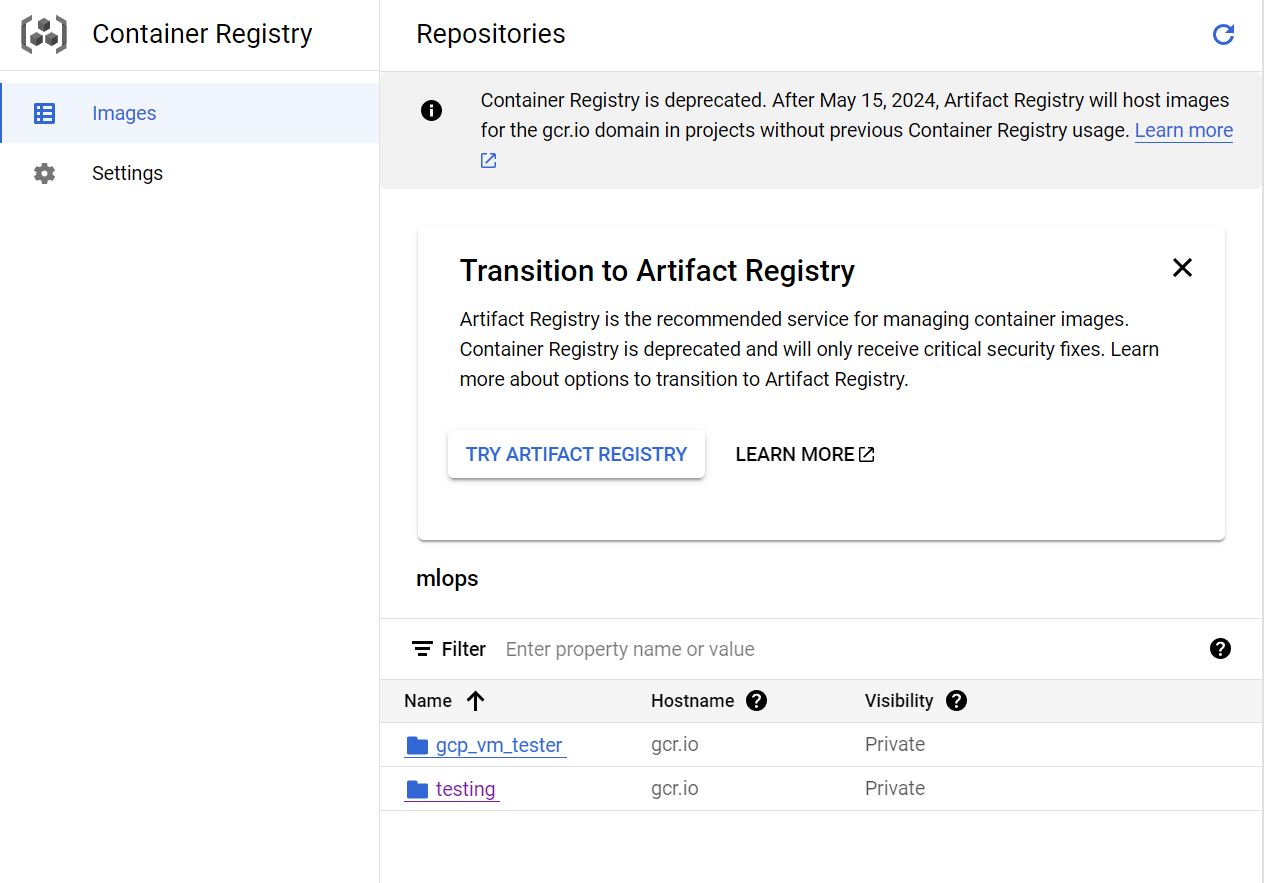 Container Registry
Images
Settings
Repositories
Container Registry is deprecated. After May 15, 2024, Artifact Registry will host images
for the gcr.io domain in projects without previous Container Registry usage. Learn more
Transition to Artifact Registry
Artifact Registry is the recommended service for managing container images.
Container Registry is deprecated and will only receive critical security fixes. Learn
more about options to transition to Artifact Registry.
TRY ARTIFACT REGISTRY LEARN MORE
mlops
Filter Enter property name or value
Name Hostname Visibility
gcp_vm_tester gcr.io Private
testing gcr.io Private